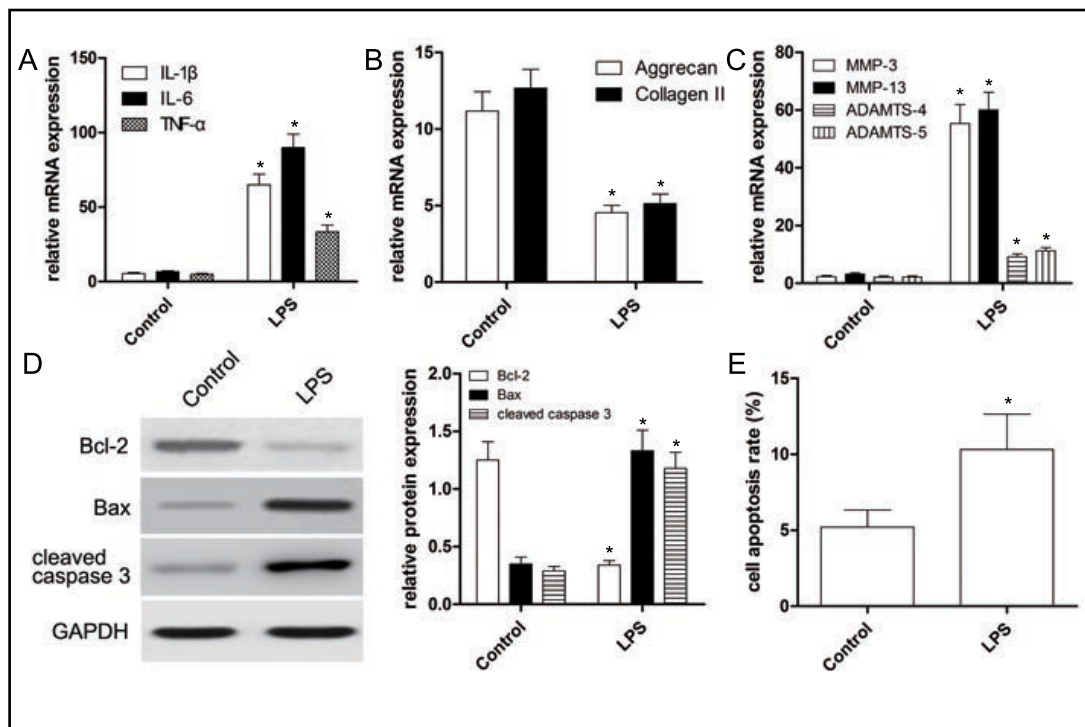 A
relative mRNA expression
150
100
50
0
IL-1β
IL-6
TNF-α
*
*
*
Control
LPS
B
relative mRNA expression
15
10
5
0
Aggrecan
Collagen II
*
*
Control
LPS
C
relative mRNA expression
80
60
40
20
0
MMP-3
MMP-13
ADAMTS-4
ADAMTS-5
*
*
*
*
Control
LPS
D
Control
LPS
Bcl-2
Bax
cleaved
caspase 3
GAPDH
relative protein expression
2.0
1.5
1.0
0.5
0.0
Bcl-2
Bax
cleaved caspase 3
*
*
*
Control
LPS
E
cell apoptosis rate (%)
15
10
5
0
*
Control
LPS